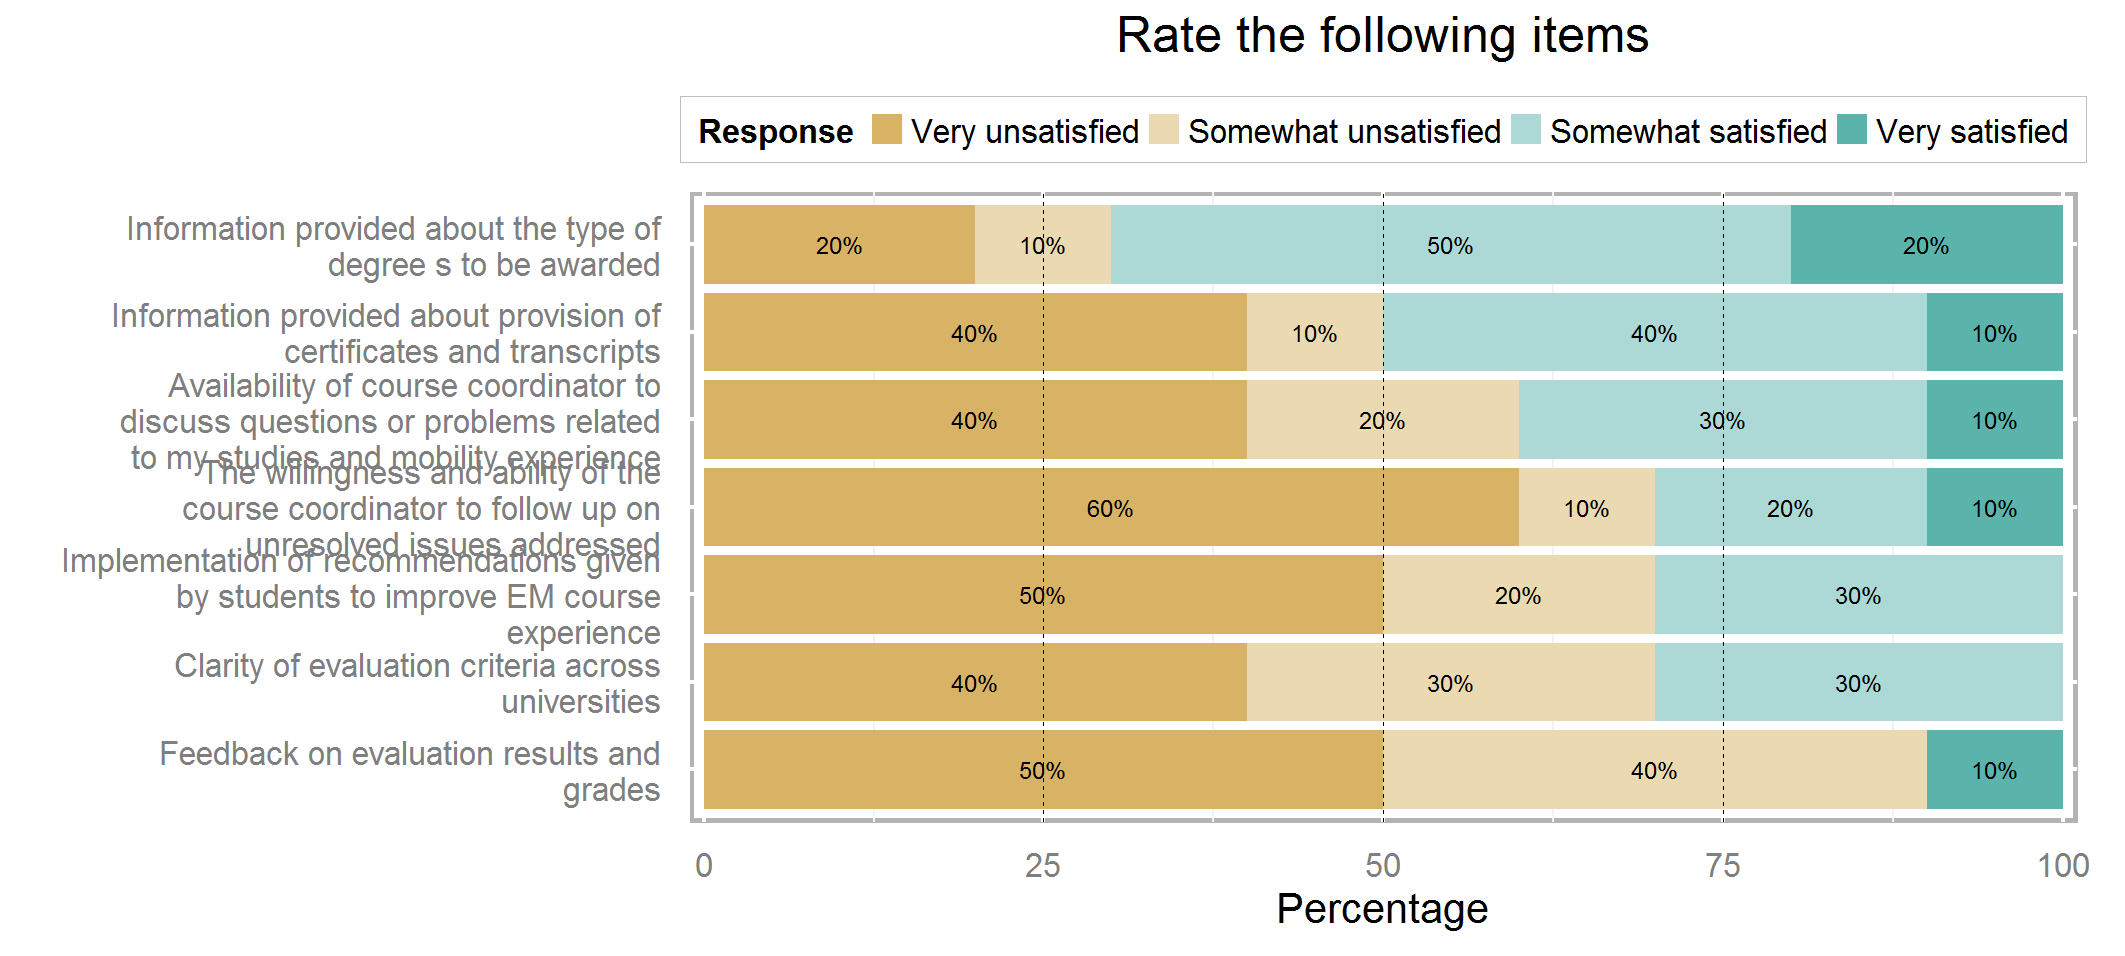 Rate the following items
Response Very unsatisfied Somewhat unsatisfied Somewhat satisfied Very satisfied
Information provided about the type of
degree s to be awarded
20% 10% 50% 20%
Information provided about provision of
certificates and transcripts
40% 10% 40% 10%
Availability of course coordinator to
discuss questions or problems related
to my studies and mobility experience
40% 20% 30% 10%
The willingness and ability of the
course coordinator to follow up on
unresolved issues addressed
60% 10% 20% 10%
Implementation of recommendations given
by students to improve EM course
experience
50% 20% 30%
Clarity of evaluation criteria across
universities
40% 30% 30%
Feedback on evaluation results and
grades
50% 40% 10%
0 25 50 75 100
Percentage